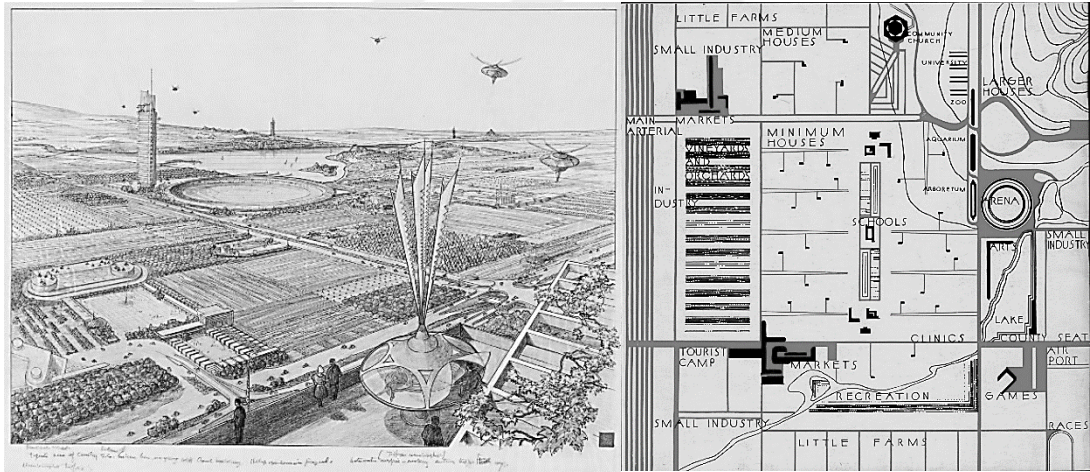 LITTLE FARMS
MEDIUM
HOUSES
COMMUNITY
CHURCH
SMALL INDUSTRY
UNIVERSITY
LARGER
HOUSES
ZOO
MAIN
ARTERIAL
MARKETS
MINIMUM
HOUSES
AQUARIUM
VINEYARDS
AND
ORCHARDS
IN-
DUSTRY
ARBORETUM
ARENA
SCHOOLS
ARTS
SMALL
INDUSTRY
LAKE
CLINICS
COUNTY SEAT
TOURIST
CAMP
MARKETS
AIR
PORT
RECREATION
GAMES
SMALL INDUSTRY
LITTLE FARMS
RACES